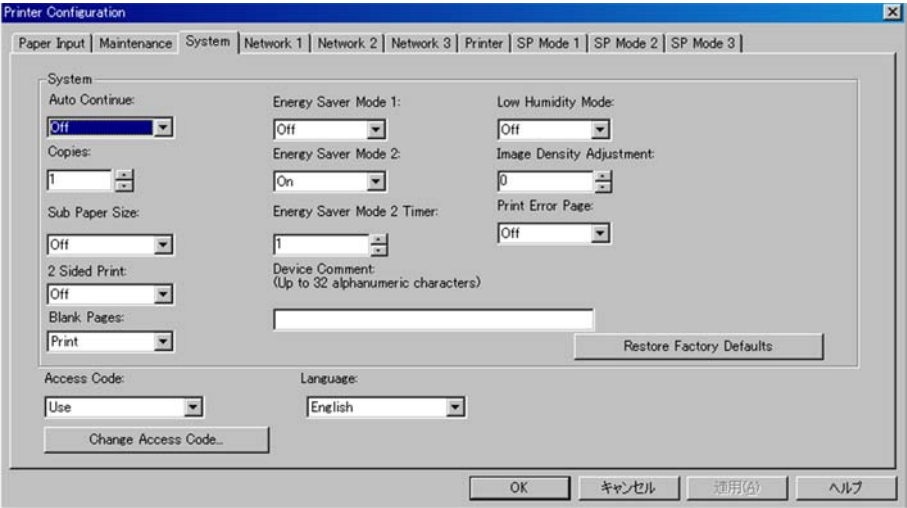 Printer Configuration
Paper Input
Maintenance
System
Network 1
Network 2
Network 3
Printer
SP Mode 1
SP Mode 2
SP Mode 3
System
Auto Continue:
Off
Copies:
1
Sub Paper Size:
Off
2 Sided Print:
Off
Blank Pages:
Print
Energy Saver Mode 1:
Off
Energy Saver Mode 2:
On
Energy Saver Mode 2 Timer:
1
Device Comment:
(Up to 32 alphanumeric characters)
Low Humidity Mode:
Off
Image Density Adjustment:
0
Print Error Page:
Off
Restore Factory Defaults
Access Code:
Use
Change Access Code...
Language:
English
OK
キャンセル
適用(A)
ヘルプ